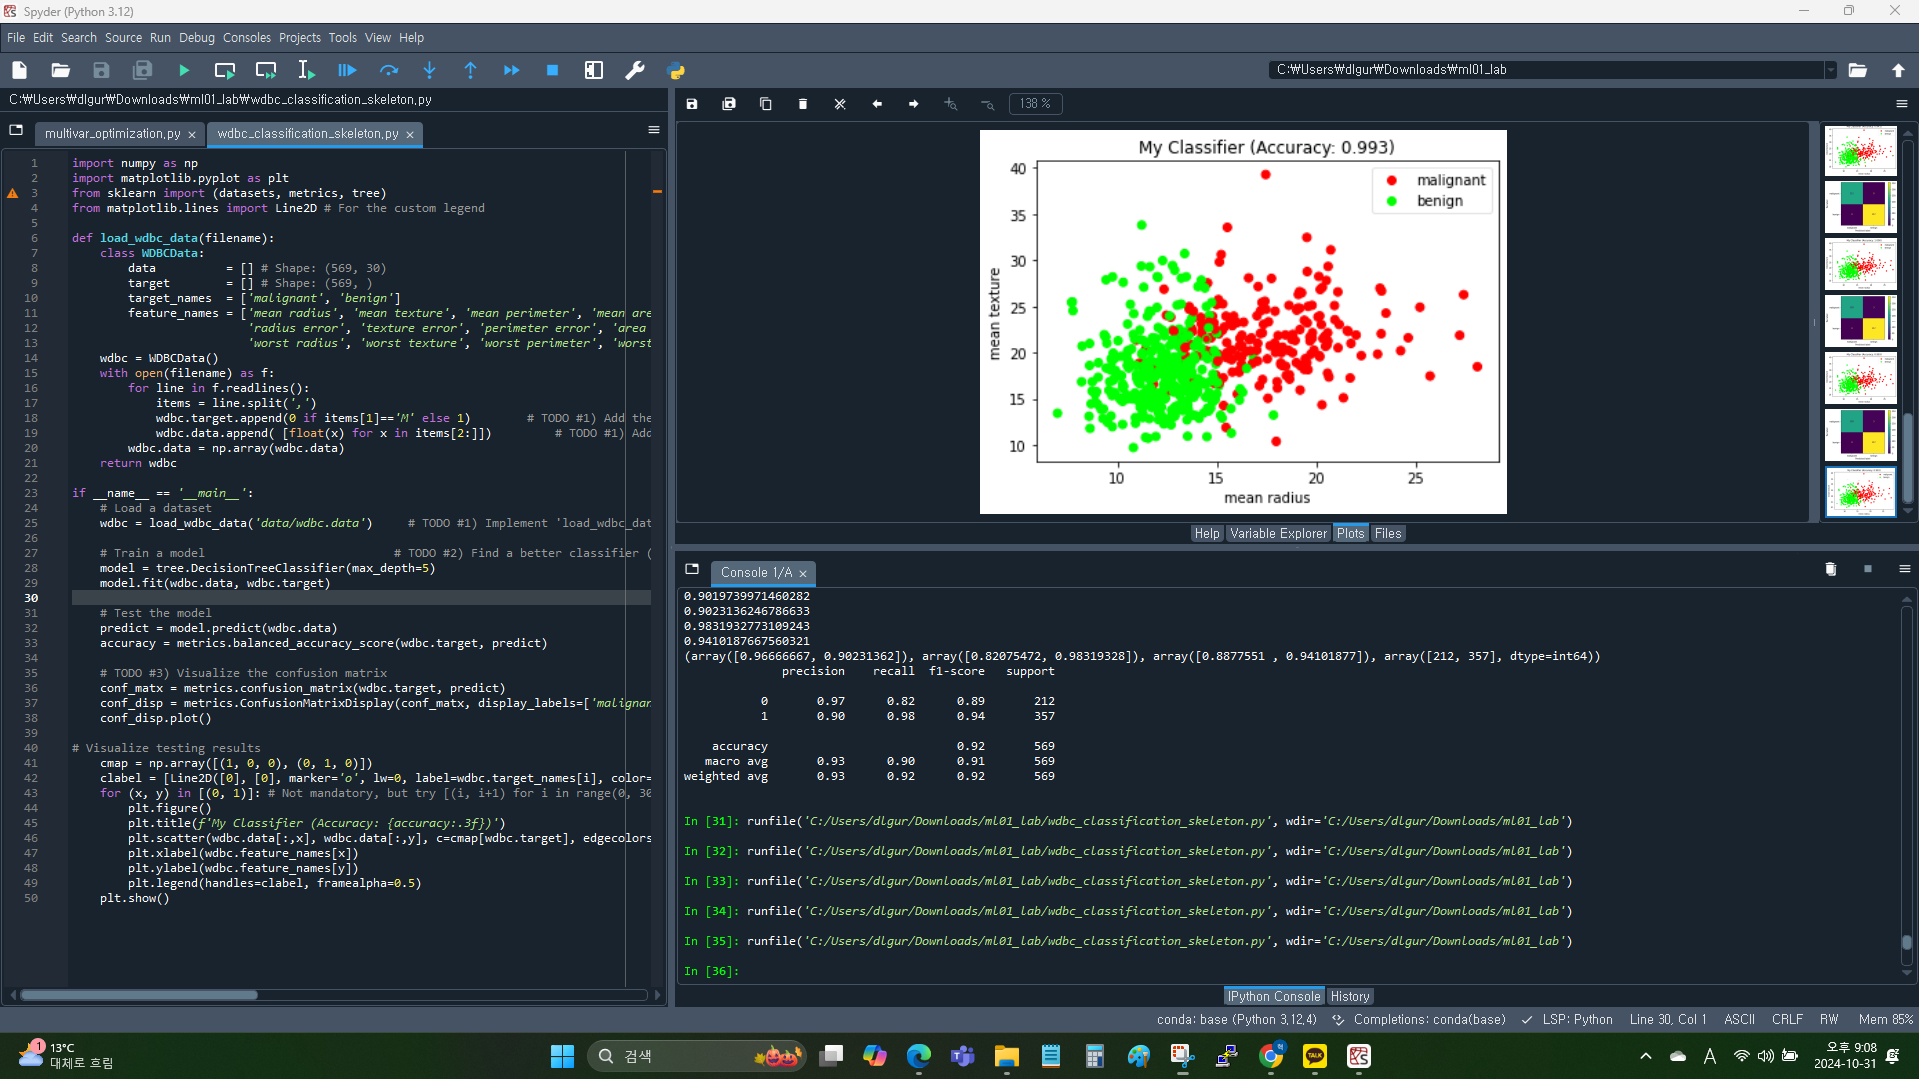 Spyder (Python 3.12)
File Edit Search Source Run Debug Consoles Projects Tools View Help
C:₩Users₩dlgur₩Downloads₩ml01_lab
C:₩Users₩dlgur₩Downloads₩ml01_lab₩wdbc_classification_skeleton.py
multivar_optimization.py
wdbc_classification_skeleton.py
1 import numpy as np
2 import matplotlib.pyplot as plt
3 from sklearn import (datasets, metrics, tree)
4 from matplotlib.lines import Line2D # For the custom legend
5
6 def load_wdbc_data(filename):
7 class WDBCData:
8 data = [] # Shape: (569, 30)
9 target = [] # Shape: (569, )
10 target_names = ['malignant', 'benign']
11 feature_names = ['mean radius', 'mean texture', 'mean perimeter', 'mean are
12 'radius error', 'texture error', 'perimeter error', 'area
13 'worst radius', 'worst texture', 'worst perimeter', 'worst
14 wdbc = WDBCData()
15 with open(filename) as f:
16 for line in f.readlines():
17 items = line.split(',')
18 wdbc.target.append(0 if items[1]=='M' else 1) # TODO #1) Add the
19 wdbc.data.append( [float(x) for x in items[2:]]) # TODO #1) Add
20 wdbc.data = np.array(wdbc.data)
21 return wdbc
22
23 if __name__ == '__main__':
24 # Load a dataset
25 wdbc = load_wdbc_data('data/wdbc.data') # TODO #1) Implement 'load_wdbc_dat
26
27 # Train a model # TODO #2) Find a better classifier (
28 model = tree.DecisionTreeClassifier(max_depth=5)
29 model.fit(wdbc.data, wdbc.target)
30
31 # Test the model
32 predict = model.predict(wdbc.data)
33 accuracy = metrics.balanced_accuracy_score(wdbc.target, predict)
34
35 # TODO #3) Visualize the confusion matrix
36 conf_matx = metrics.confusion_matrix(wdbc.target, predict)
37 conf_disp = metrics.ConfusionMatrixDisplay(conf_matx, display_labels=['malignan
38 conf_disp.plot()
39
40 # Visualize testing results
41 cmap = np.array([(1, 0, 0), (0, 1, 0)])
42 clabel = [Line2D([0], [0], marker='o', lw=0, label=wdbc.target_names[i], color=
43 for (x, y) in [(0, 1)]: # Not mandatory, but try [(i, i+1) for i in range(0, 30
44 plt.figure()
45 plt.title(f'My Classifier (Accuracy: {accuracy:.3f})')
46 plt.scatter(wdbc.data[:,x], wdbc.data[:,y], c=cmap[wdbc.target], edgecolors
47 plt.xlabel(wdbc.feature_names[x])
48 plt.ylabel(wdbc.feature_names[y])
49 plt.legend(handles=clabel, framealpha=0.5)
50 plt.show()
138 %
My Classifier (Accuracy: 0.993)
malignant
benign
40
35
30
25
20
15
10
mean texture
10 15 20 25
mean radius
Help Variable Explorer Plots Files
Console 1/A
0.9019739971460282
0.9023136246786633
0.9831932773109243
0.9410187667560321
(array([0.96666667, 0.90231362]), array([0.82075472, 0.98319328]), array([0.8877551 , 0.94101877]), array([212, 357], dtype=int64))
precision recall f1-score support
0 0.97 0.82 0.89 212
1 0.90 0.98 0.94 357
accuracy 0.92 569
macro avg 0.93 0.90 0.91 569
weighted avg 0.93 0.92 0.92 569
In [31]: runfile('C:/Users/dlgur/Downloads/ml01_lab/wdbc_classification_skeleton.py', wdir='C:/Users/dlgur/Downloads/ml01_lab')
In [32]: runfile('C:/Users/dlgur/Downloads/ml01_lab/wdbc_classification_skeleton.py', wdir='C:/Users/dlgur/Downloads/ml01_lab')
In [33]: runfile('C:/Users/dlgur/Downloads/ml01_lab/wdbc_classification_skeleton.py', wdir='C:/Users/dlgur/Downloads/ml01_lab')
In [34]: runfile('C:/Users/dlgur/Downloads/ml01_lab/wdbc_classification_skeleton.py', wdir='C:/Users/dlgur/Downloads/ml01_lab')
In [35]: runfile('C:/Users/dlgur/Downloads/ml01_lab/wdbc_classification_skeleton.py', wdir='C:/Users/dlgur/Downloads/ml01_lab')
In [36]:
IPython Console History
conda: base (Python 3.12.4) Completions: conda(base) LSP: Python Line 30, Col 1 ASCII CRLF RW Mem 85%
1
13°C
대체로 흐림
검색
TALK
A
오후 9:08
2024-10-31